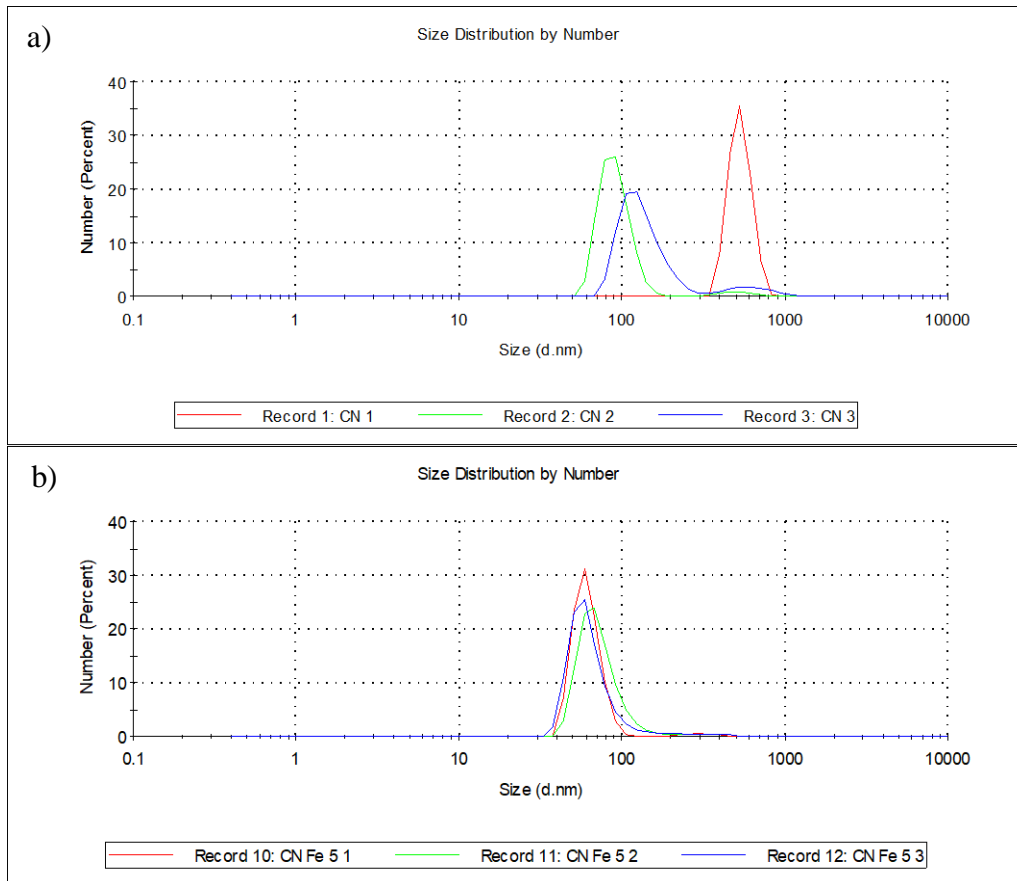 a)
Size Distribution by Number
Number (Percent)
40
30
20
10
0
0.1 1 10 100 1000 10000
Size (d.nm)
Record 1: CN 1 Record 2: CN 2 Record 3: CN 3
b)
Size Distribution by Number
Number (Percent)
40
30
20
10
0
0.1 1 10 100 1000 10000
Size (d.nm)
Record 10: CN Fe 5 1 Record 11: CN Fe 5 2 Record 12: CN Fe 5 3